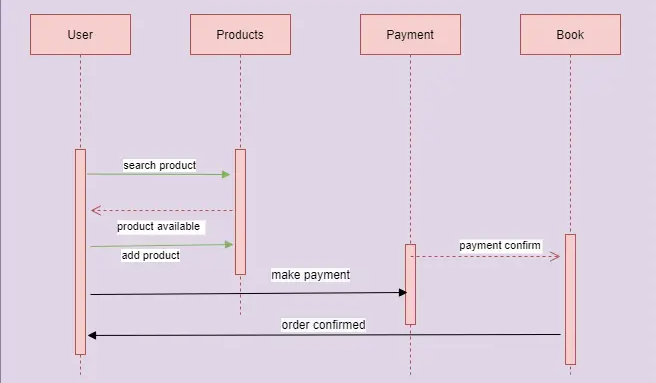 User
Products
Payment
Book
search product
product available
add product
payment confirm
make payment
order confirmed